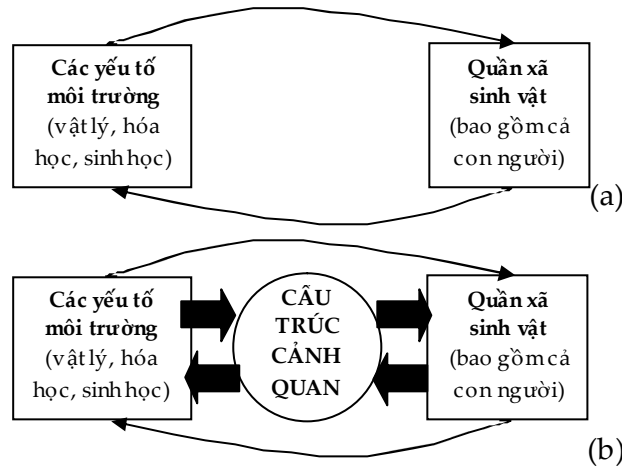 Các yếu tố
môi trường
(vật lý, hóa
học, sinh học)
Quần xã
sinh vật
(bao gồm cả
con người)
(a)
Các yếu tố
môi trường
(vật lý, hóa
học, sinh học)
CẤU
TRÚC
CẢNH
QUAN
Quần xã
sinh vật
(bao gồm cả
con người)
(b)